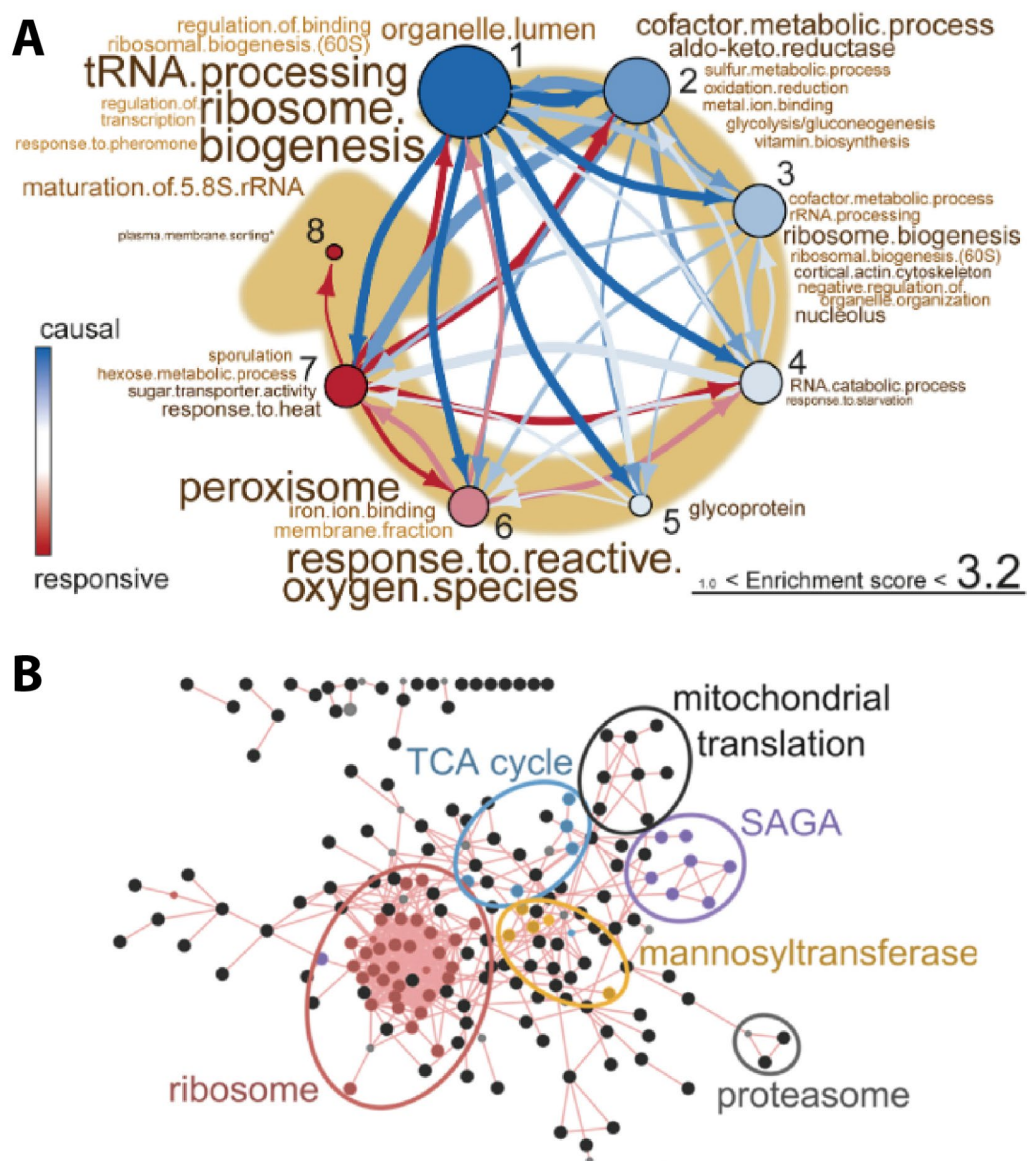 A
regulation.of.binding
ribosomal.biogenesis.(60S)
organelle.lumen
tRNA.processing
regulation.of.
transcription
ribosome.
biogenesis
response.to.pheromone
maturation.of.5.8S.rRNA
1
cofactor.metabolic.process
aldo-keto.reductase
2
sulfur.metabolic.process
oxidation.reduction
metal.ion.binding
glycolysis/gluconeogenesis
vitamin.biosynthesis
3
cofactor.metabolic.process
rRNA.processing
ribosome.biogenesis
ribosomal.biogenesis.(60S)
cortical.actin.cytoskeleton
negative.regulation.of.
organelle.organization
nucleolus
8
plasma.membrane.sorting*
causal
responsive
7
sporulation
hexose.metabolic.process
sugar.transporter.activity
response.to.heat
4
RNA.catabolic.process
response.to.starvation
peroxisome
iron.ion.binding
membrane.fraction
6
response.to.reactive.
oxygen.species
5
glycoprotein
1.0 < Enrichment score < 3.2
B
mitochondrial
translation
TCA cycle
SAGA
mannosyltransferase
ribosome
proteasome